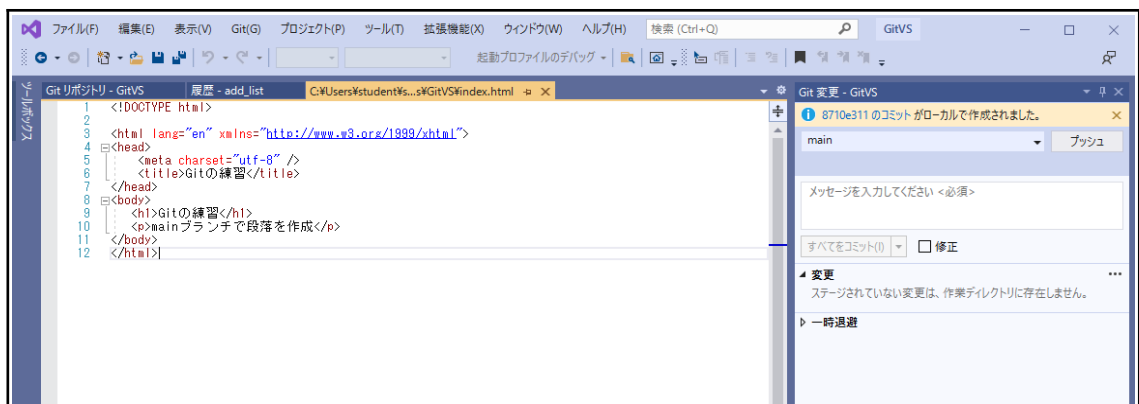 ファイル(F) 編集(E) 表示(V) Git(G) プロジェクト(P) ツール(T) 拡張機能(X) ウィンドウ(W) ヘルプ(H) 検索 (Ctrl+Q) GitVS
起動プロファイルのデバッグ
ツールボックス
Git リポジトリ - GitVS 履歴 - add_list C:¥Users¥student¥s...s¥GitVS¥index.html
1 <!DOCTYPE html>
2
3 <html lang="en" xmlns="http://www.w3.org/1999/xhtml">
4 <head>
5 <meta charset="utf-8" />
6 <title>Gitの練習</title>
7 </head>
8 <body>
9 <h1>Gitの練習</h1>
10 <p>mainブランチで段落を作成</p>
11 </body>
12 </html>
Git 変更 - GitVS
8710e311 のコミット がローカルで作成されました。
main プッシュ
メッセージを入力してください <必須>
すべてをコミット(I) 修正
変更
ステージされていない変更は、作業ディレクトリに存在しません。
一時退避